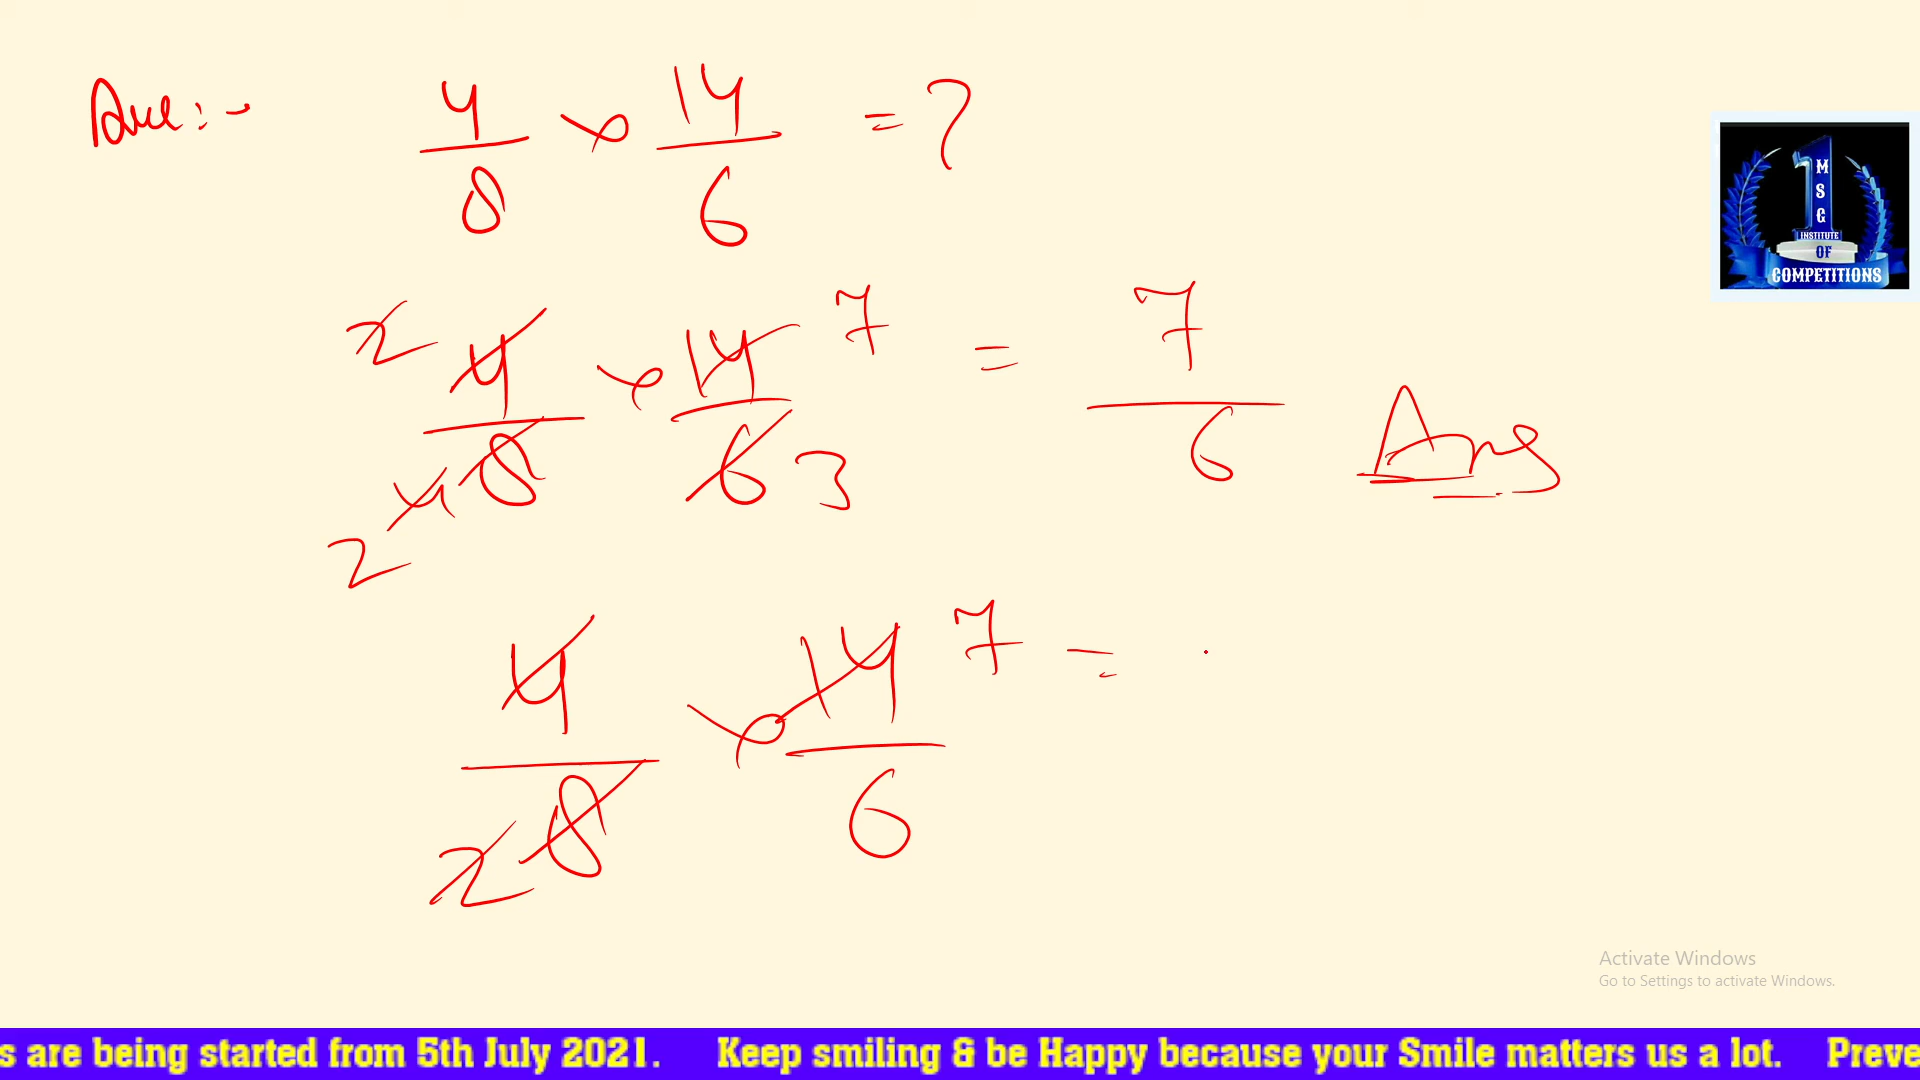 Que:-
4/8 × 14/6 = ?
2 4/8 × 14/6 7 = 7/6 Ans
4 3
2
4/8 × 14/6 7 =
2
1
M
S
G
INSTITUTE
OF
COMPETITIONS
Activate Windows
Go to Settings to activate Windows.
s are being started from 5th July 2021. Keep smiling & be Happy because your Smile matters us a lot. Preve